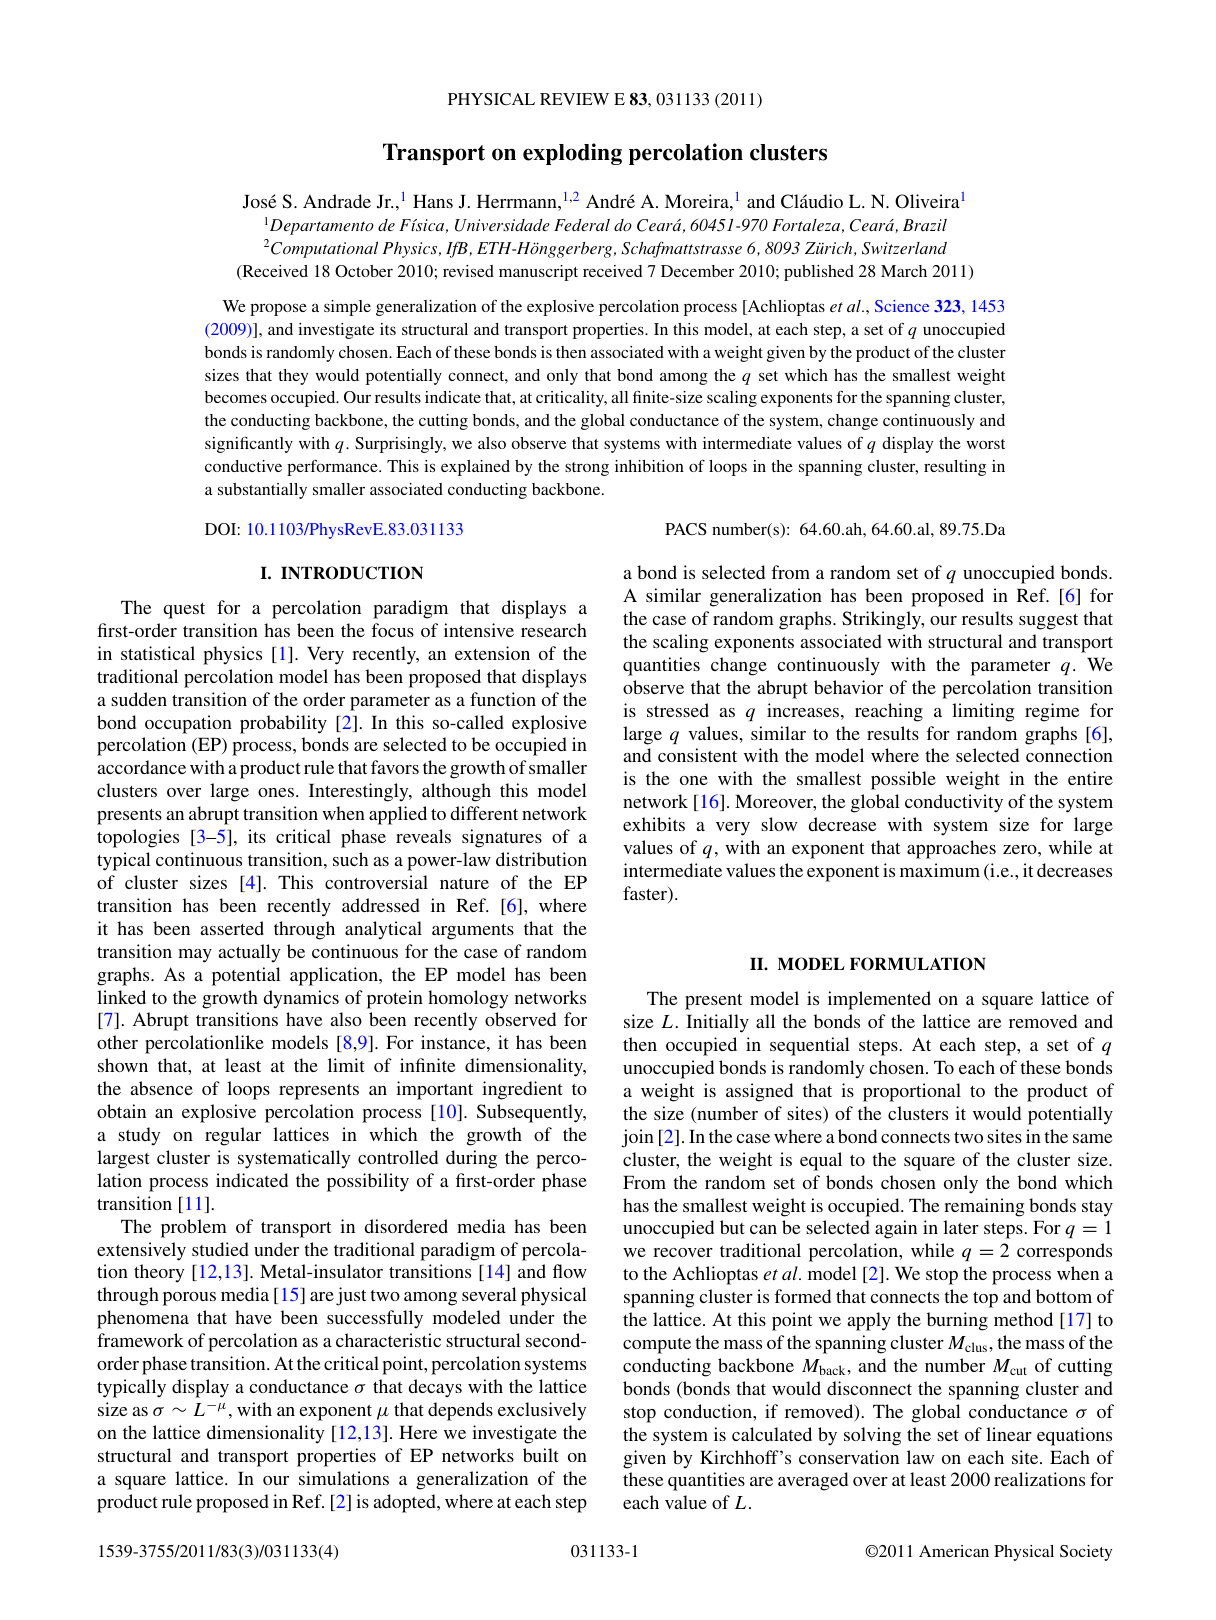 PHYSICAL REVIEW E 83, 031133 (2011)
Transport on exploding percolation clusters
José S. Andrade Jr.,1 Hans J. Herrmann,1,2 André A. Moreira,1 and Cláudio L. N. Oliveira1
1Departamento de Física, Universidade Federal do Ceará, 60451-970 Fortaleza, Ceará, Brazil
2Computational Physics, IfB, ETH-Hönggerberg, Schafmattstrasse 6, 8093 Zürich, Switzerland
(Received 18 October 2010; revised manuscript received 7 December 2010; published 28 March 2011)
We propose a simple generalization of the explosive percolation process [Achlioptas et al., Science 323, 1453
(2009)], and investigate its structural and transport properties. In this model, at each step, a set of q unoccupied
bonds is randomly chosen. Each of these bonds is then associated with a weight given by the product of the cluster
sizes that they would potentially connect, and only that bond among the q set which has the smallest weight
becomes occupied. Our results indicate that, at criticality, all finite-size scaling exponents for the spanning cluster,
the conducting backbone, the cutting bonds, and the global conductance of the system, change continuously and
significantly with q. Surprisingly, we also observe that systems with intermediate values of q display the worst
conductive performance. This is explained by the strong inhibition of loops in the spanning cluster, resulting in
a substantially smaller associated conducting backbone.
DOI: 10.1103/PhysRevE.83.031133
PACS number(s): 64.60.ah, 64.60.al, 89.75.Da
I. INTRODUCTION
The quest for a percolation paradigm that displays a
first-order transition has been the focus of intensive research
in statistical physics [1]. Very recently, an extension of the
traditional percolation model has been proposed that displays
a sudden transition of the order parameter as a function of the
bond occupation probability [2]. In this so-called explosive
percolation (EP) process, bonds are selected to be occupied in
accordance with a product rule that favors the growth of smaller
clusters over large ones. Interestingly, although this model
presents an abrupt transition when applied to different network
topologies [3–5], its critical phase reveals signatures of a
typical continuous transition, such as a power-law distribution
of cluster sizes [4]. This controversial nature of the EP
transition has been recently addressed in Ref. [6], where
it has been asserted through analytical arguments that the
transition may actually be continuous for the case of random
graphs. As a potential application, the EP model has been
linked to the growth dynamics of protein homology networks
[7]. Abrupt transitions have also been recently observed for
other percolationlike models [8,9]. For instance, it has been
shown that, at least at the limit of infinite dimensionality,
the absence of loops represents an important ingredient to
obtain an explosive percolation process [10]. Subsequently,
a study on regular lattices in which the growth of the
largest cluster is systematically controlled during the perco-
lation process indicated the possibility of a first-order phase
transition [11].
The problem of transport in disordered media has been
extensively studied under the traditional paradigm of percola-
tion theory [12,13]. Metal-insulator transitions [14] and flow
through porous media [15] are just two among several physical
phenomena that have been successfully modeled under the
framework of percolation as a characteristic structural second-
order phase transition. At the critical point, percolation systems
typically display a conductance σ that decays with the lattice
size as σ ∼ L−μ, with an exponent μ that depends exclusively
on the lattice dimensionality [12,13]. Here we investigate the
structural and transport properties of EP networks built on
a square lattice. In our simulations a generalization of the
product rule proposed in Ref. [2] is adopted, where at each step
a bond is selected from a random set of q unoccupied bonds.
A similar generalization has been proposed in Ref. [6] for
the case of random graphs. Strikingly, our results suggest that
the scaling exponents associated with structural and transport
quantities change continuously with the parameter q. We
observe that the abrupt behavior of the percolation transition
is stressed as q increases, reaching a limiting regime for
large q values, similar to the results for random graphs [6],
and consistent with the model where the selected connection
is the one with the smallest possible weight in the entire
network [16]. Moreover, the global conductivity of the system
exhibits a very slow decrease with system size for large
values of q, with an exponent that approaches zero, while at
intermediate values the exponent is maximum (i.e., it decreases
faster).
II. MODEL FORMULATION
The present model is implemented on a square lattice of
size L. Initially all the bonds of the lattice are removed and
then occupied in sequential steps. At each step, a set of q
unoccupied bonds is randomly chosen. To each of these bonds
a weight is assigned that is proportional to the product of
the size (number of sites) of the clusters it would potentially
join [2]. In the case where a bond connects two sites in the same
cluster, the weight is equal to the square of the cluster size.
From the random set of bonds chosen only the bond which
has the smallest weight is occupied. The remaining bonds stay
unoccupied but can be selected again in later steps. For q = 1
we recover traditional percolation, while q = 2 corresponds
to the Achlioptas et al. model [2]. We stop the process when a
spanning cluster is formed that connects the top and bottom of
the lattice. At this point we apply the burning method [17] to
compute the mass of the spanning cluster Mclus, the mass of the
conducting backbone Mback, and the number Mcut of cutting
bonds (bonds that would disconnect the spanning cluster and
stop conduction, if removed). The global conductance σ of
the system is calculated by solving the set of linear equations
given by Kirchhoff's conservation law on each site. Each of
these quantities are averaged over at least 2000 realizations for
each value of L.
1539-3755/2011/83(3)/031133(4)
031133-1
©2011 American Physical Society